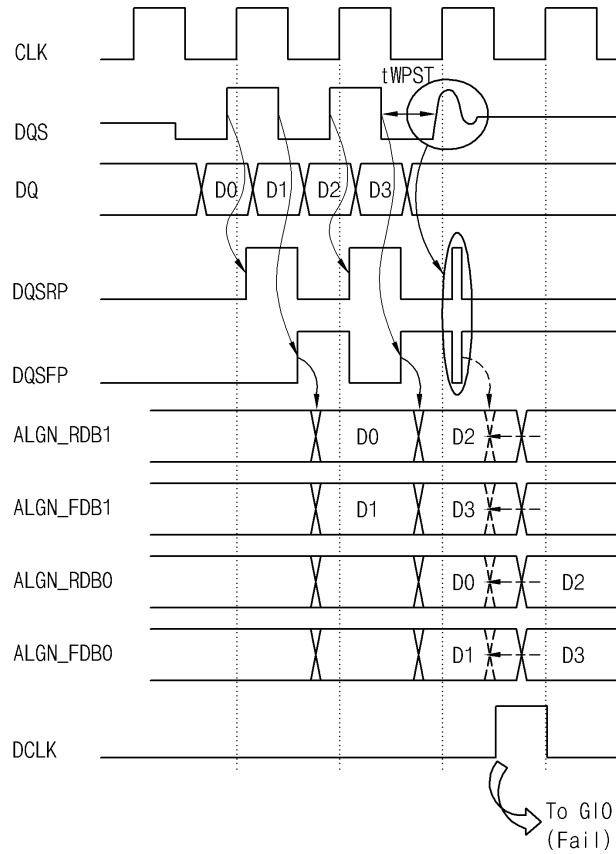 CLK
tWPST
DQS
DQ D0 D1 D2 D3
DQSRP
DQSFP
ALGN_RDB1 D0 D2
ALGN_FDB1 D1 D3
ALGN_RDB0 D0 D2
ALGN_FDB0 D1 D3
DCLK
To GIO
(Fail)